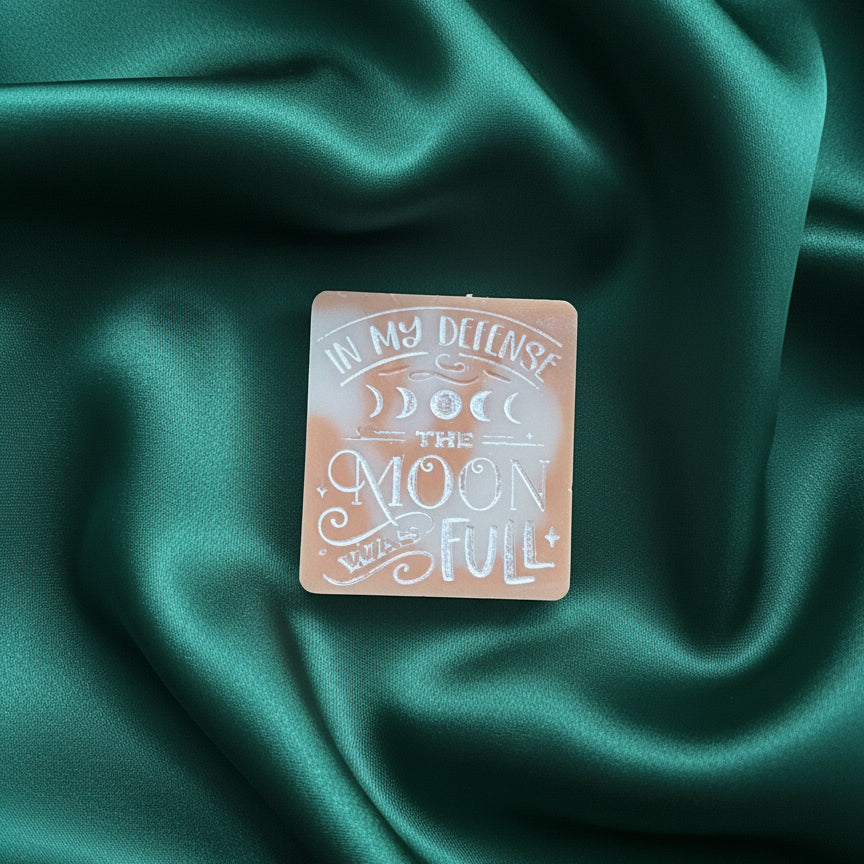 IN MY DEFENSE
THE
MOON
WAS FULL